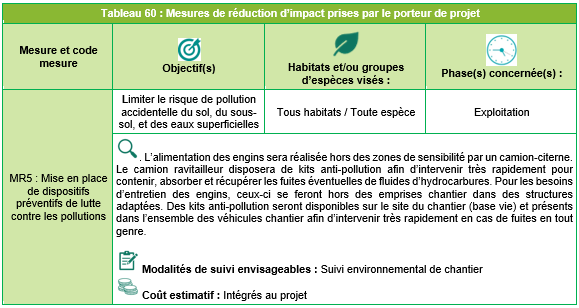 Tableau 60 : Mesures de réduction d'impact prises par le porteur de projet
Mesure et code
mesure
Objectif(s)
Habitats et/ou groupes
d'espèces visés :
Phase(s) concernée(s) :
MR5 : Mise en place
de dispositifs
préventifs de lutte
contre les pollutions
Limiter le risque de pollution
accidentelle du sol, du sous-
sol, et des eaux superficielles
Tous habitats / Toute espèce
Exploitation
. L'alimentation des engins sera réalisée hors des zones de sensibilité par un camion-citerne.
Le camion ravitailleur disposera de kits anti-pollution afin d'intervenir très rapidement pour
contenir, absorber et récupérer les fuites éventuelles de fluides d'hydrocarbures. Pour les besoins
d'entretien des engins, ceux-ci se feront hors des emprises chantier dans des structures
adaptées. Des kits anti-pollution seront disponibles sur le site du chantier (base vie) et présents
dans l'ensemble des véhicules chantier afin d'intervenir très rapidement en cas de fuites en tout
genre.
Modalités de suivi envisageables : Suivi environnemental de chantier
Coût estimatif : Intégrés au projet